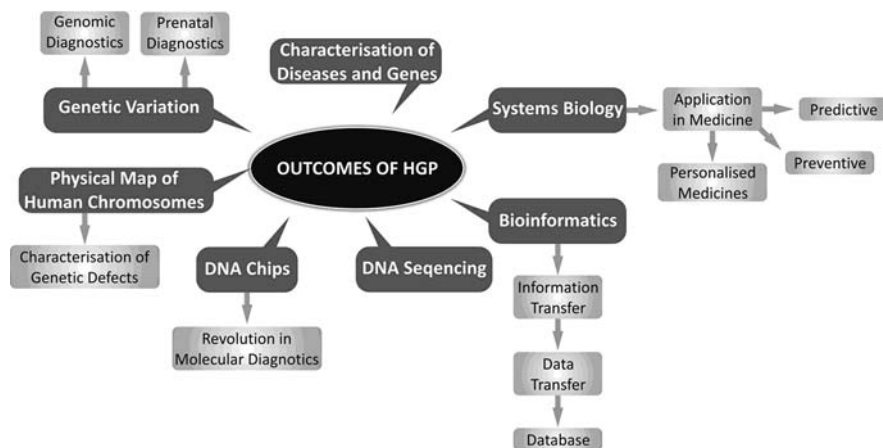 Genomic
Diagnostics
Prenatal
Diagnostics
Characterisation of
Diseases and Genes
Genetic Variation
Systems Biology
Application
in Medicine
Predictive
Preventive
Personalised
Medicines
OUTCOMES OF HGP
Physical Map of
Human Chromosomes
Characterisation of
Genetic Defects
DNA Chips
Revolution in
Molecular Diagnotics
DNA Seqencing
Bioinformatics
Information
Transfer
Data
Transfer
Database